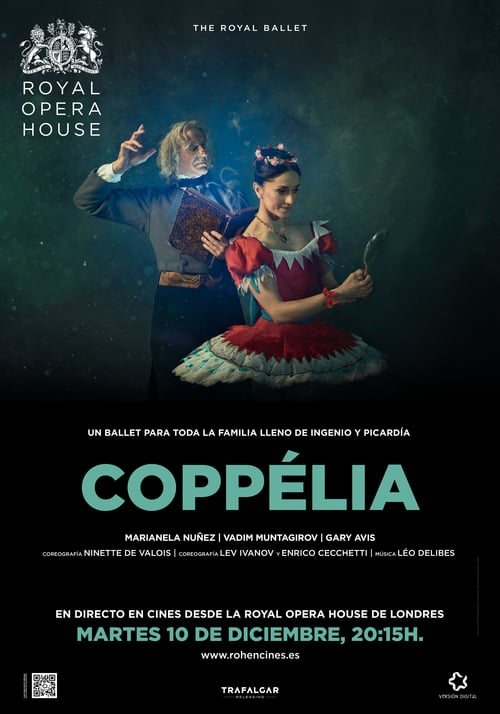 THE ROYAL BALLET
ROYAL
OPERA
HOUSE
UN BALLET PARA TODA LA FAMILIA LLENO DE INGENIO Y PICARDÍA
COPPÉLIA
MARIANELA NUÑEZ | VADIM MUNTAGIROV | GARY AVIS
COREOGRAFÍA NINETTE DE VALOIS | COREOGRAFÍA LEV IVANOV Y ENRICO CECCHETTI | MÚSICA LÉO DELIBES
EN DIRECTO EN CINES DESDE LA ROYAL OPERA HOUSE DE LONDRES
MARTES 10 DE DICIEMBRE, 20:15H.
www.rohencines.es
TRAFALGAR
RELEASING
VERSIÓN DIGITAL